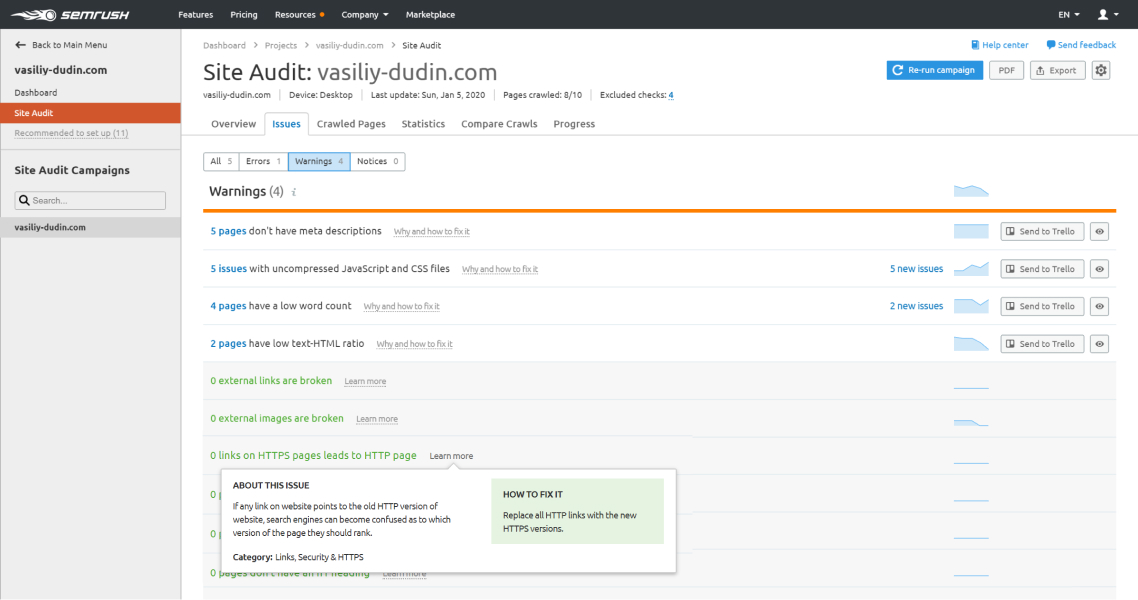 SEMRUSH Features Pricing Resources Company Marketplace EN
Back to Main Menu
vasiliy-dudin.com
Dashboard
Site Audit
Recommended to set up (11)
Site Audit Campaigns
Search...
vasiliy-dudin.com
Dashboard > Projects > vasiliy-dudin.com > Site Audit
Help center Send feedback
Site Audit: vasiliy-dudin.com
Re-run campaign PDF Export
vasiliy-dudin.com Device: Desktop Last update: Sun, Jan 5, 2020 Pages crawled: 8/10 Excluded checks: 4
Overview Issues Crawled Pages Statistics Compare Crawls Progress
All 5 Errors 1 Warnings 4 Notices 0
Warnings (4) i
5 pages don't have meta descriptions Why and how to fix it Send to Trello
5 issues with uncompressed JavaScript and CSS files Why and how to fix it 5 new issues Send to Trello
4 pages have a low word count Why and how to fix it 2 new issues Send to Trello
2 pages have low text-HTML ratio Why and how to fix it Send to Trello
0 external links are broken Learn more
0 external images are broken Learn more
0 links on HTTPS pages leads to HTTP page Learn more
ABOUT THIS ISSUE
If any link on website points to the old HTTP version of
website, search engines can become confused as to which
version of the page they should rank.
Category: Links, Security & HTTPS
HOW TO FIX IT
Replace all HTTP links with the new
HTTPS versions.
0
0
0 pages don't have an h1 heading Learn more